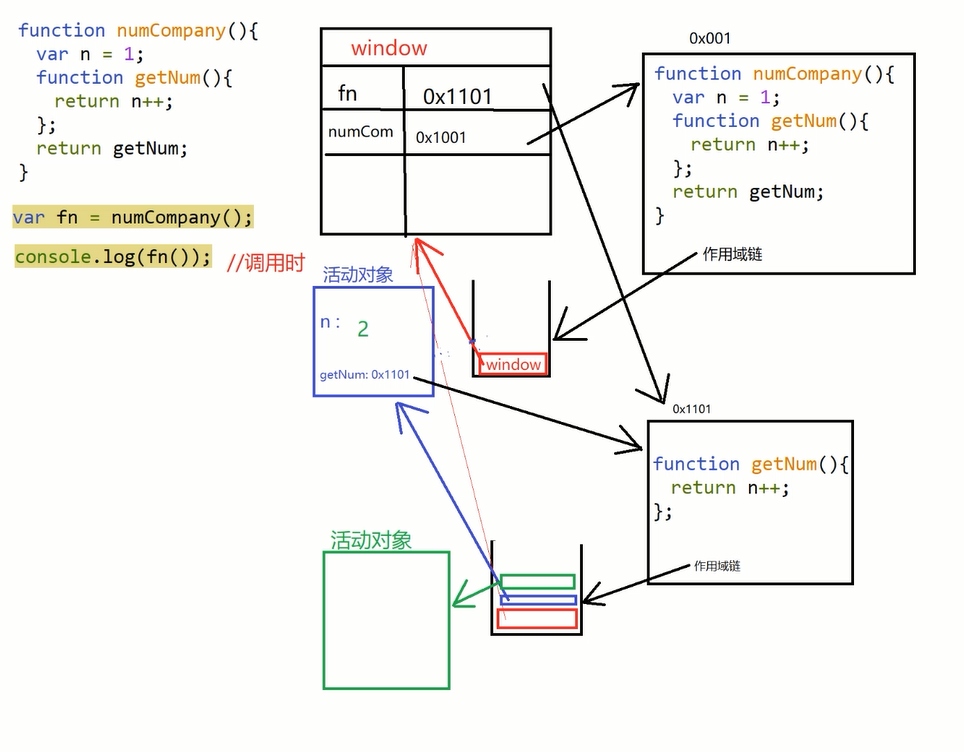 function numCompany(){
var n = 1;
function getNum(){
return n++;
};
return getNum;
}
var fn = numCompany();
console.log(fn());
//调用时
window
fn
0x1101
numCom
0x1001
0x001
function numCompany(){
var n = 1;
function getNum(){
return n++;
};
return getNum;
}
作用域链
活动对象
n :
2
getNum: 0x1101
window
0x1101
function getNum(){
return n++;
};
作用域链
活动对象